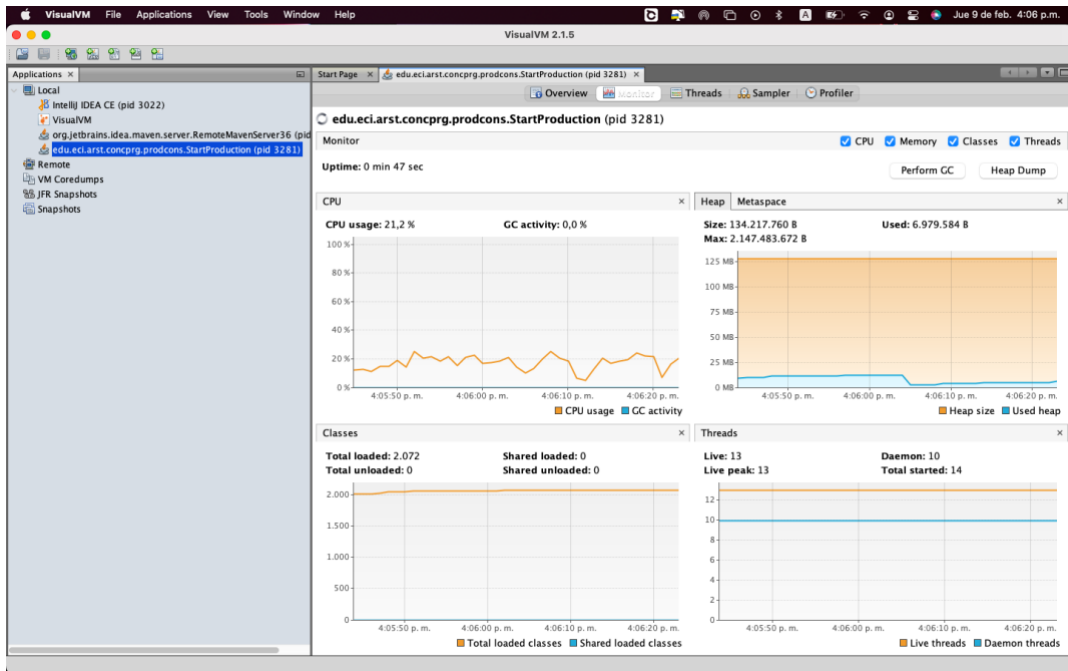 VisualVM File Applications View Tools Window Help A Jue 9 de feb. 4:06 p.m.
VisualVM 2.1.5
Applications ×
Local
IntelliJ IDEA CE (pid 3022)
VisualVM
org.jetbrains.idea.maven.server.RemoteMavenServer36 (pid
edu.eci.arst.concprg.prodcons.StartProduction (pid 3281)
Remote
VM Coredumps
JFR Snapshots
Snapshots
Start Page × edu.eci.arst.concprg.prodcons.StartProduction (pid 3281) ×
Overview Monitor Threads Sampler Profiler
edu.eci.arst.concprg.prodcons.StartProduction (pid 3281)
Monitor CPU Memory Classes Threads
Uptime: 0 min 47 sec Perform GC Heap Dump
CPU ×
CPU usage: 21,2 % GC activity: 0,0 %
100 %
80 %
60 %
40 %
20 %
0 %
4:05:50 p. m. 4:06:00 p. m. 4:06:10 p. m. 4:06:20 p. m.
CPU usage GC activity
Heap Metaspace ×
Size: 134.217.760 B Used: 6.979.584 B
Max: 2.147.483.672 B
125 MB
100 MB
75 MB
50 MB
25 MB
0 MB
4:05:50 p. m. 4:06:00 p. m. 4:06:10 p. m. 4:06:20 p. m.
Heap size Used heap
Classes ×
Total loaded: 2.072 Shared loaded: 0
Total unloaded: 0 Shared unloaded: 0
2.000
1.500
1.000
500
0
4:05:50 p. m. 4:06:00 p. m. 4:06:10 p. m. 4:06:20 p. m.
Total loaded classes Shared loaded classes
Threads ×
Live: 13 Daemon: 10
Live peak: 13 Total started: 14
12
10
8
6
4
2
0
4:05:50 p. m. 4:06:00 p. m. 4:06:10 p. m. 4:06:20 p. m.
Live threads Daemon threads